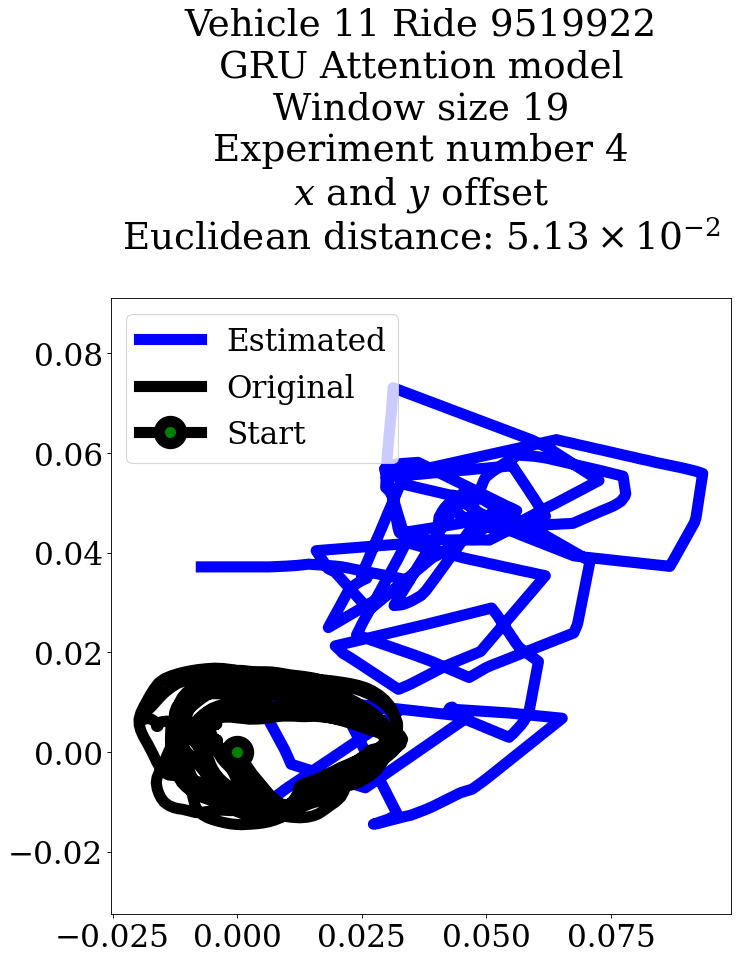 Vehicle 11 Ride 9519922
GRU Attention model
Window size 19
Experiment number 4
x and y offset
Euclidean distance: 5.13 × 10⁻²
Estimated
Original
Start
0.08
0.06
0.04
0.02
0.00
−0.02
−0.025 0.000 0.025 0.050 0.075